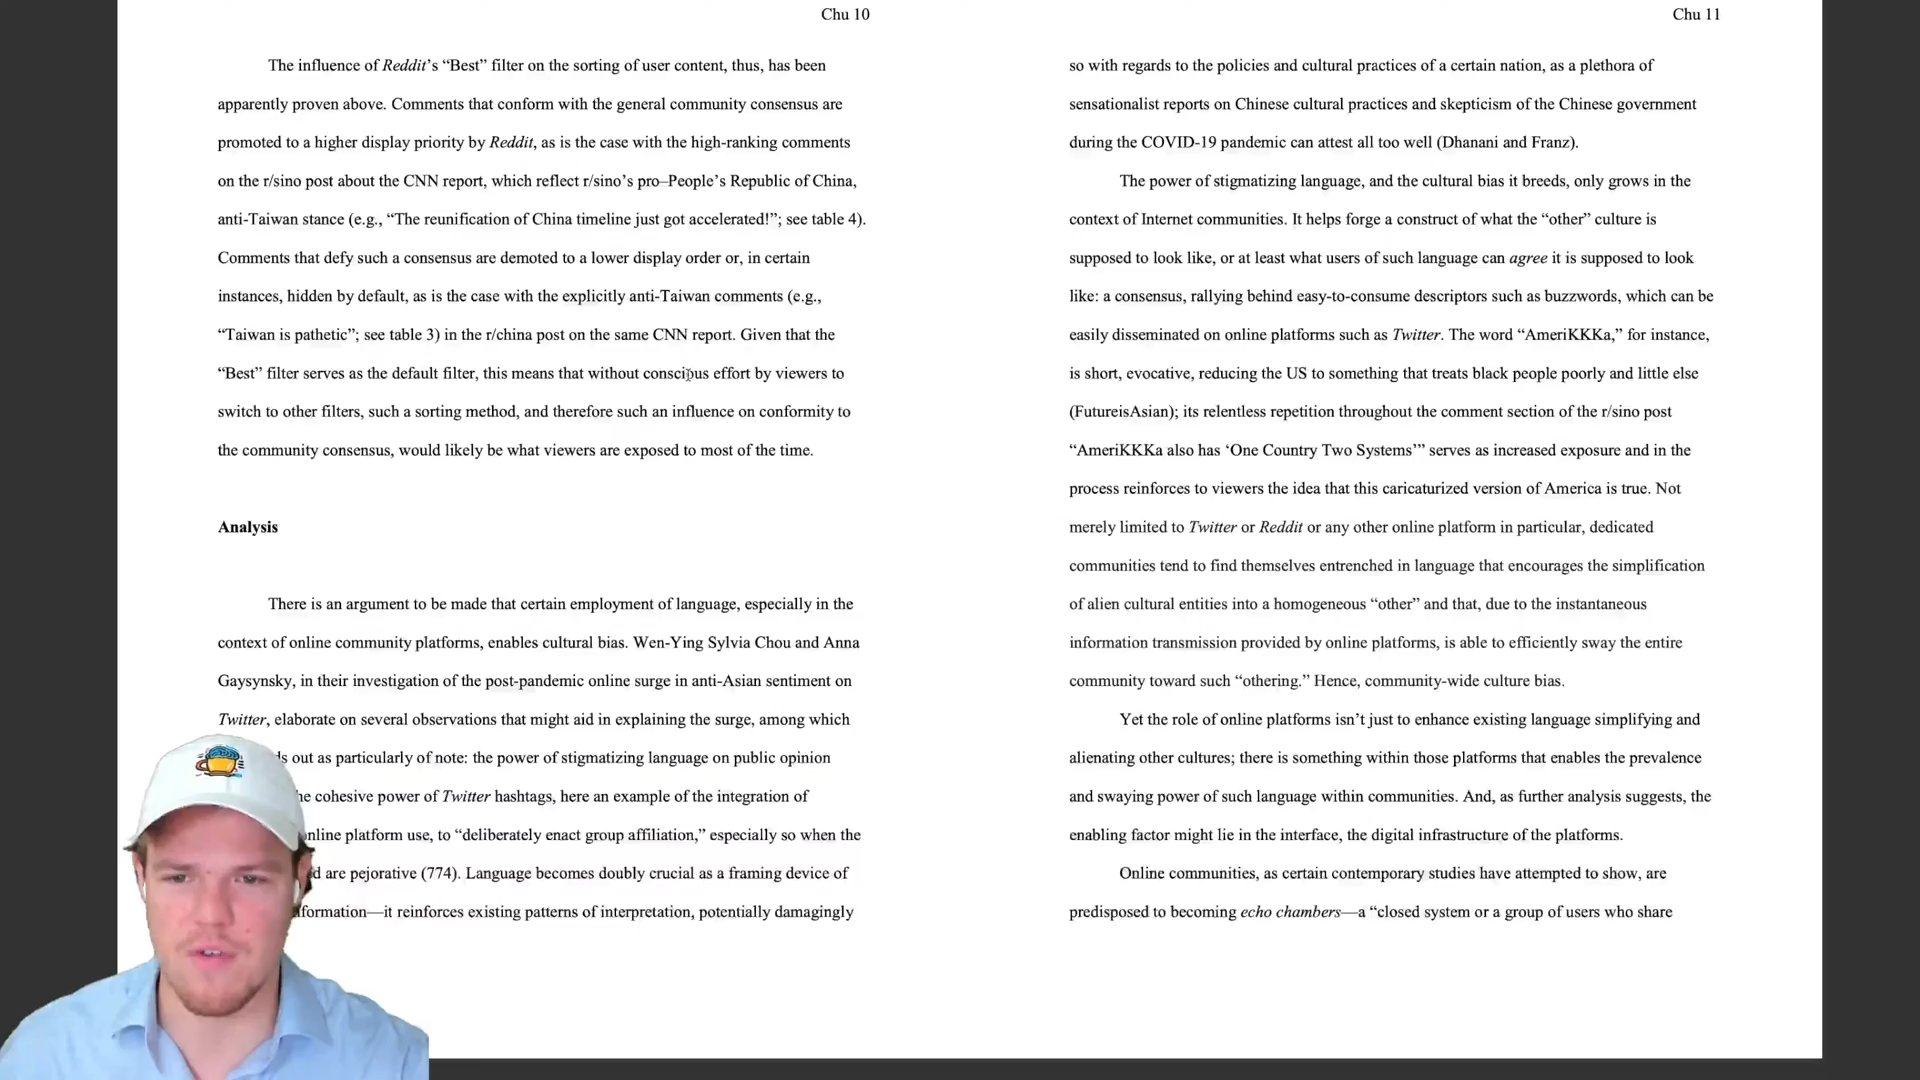 Chu 10
The influence of Reddit’s “Best” filter on the sorting of user content, thus, has been
apparently proven above. Comments that conform with the general community consensus are
promoted to a higher display priority by Reddit, as is the case with the high-ranking comments
on the r/sino post about the CNN report, which reflect r/sino’s pro–People’s Republic of China,
anti-Taiwan stance (e.g., “The reunification of China timeline just got accelerated!”; see table 4).
Comments that defy such a consensus are demoted to a lower display order or, in certain
instances, hidden by default, as is the case with the explicitly anti-Taiwan comments (e.g.,
“Taiwan is pathetic”; see table 3) in the r/china post on the same CNN report. Given that the
“Best” filter serves as the default filter, this means that without conscious effort by viewers to
switch to other filters, such a sorting method, and therefore such an influence on conformity to
the community consensus, would likely be what viewers are exposed to most of the time.
Analysis
There is an argument to be made that certain employment of language, especially in the
context of online community platforms, enables cultural bias. Wen-Ying Sylvia Chou and Anna
Gaysynsky, in their investigation of the post-pandemic online surge in anti-Asian sentiment on
Twitter, elaborate on several observations that might aid in explaining the surge, among which
out as particularly of note: the power of stigmatizing language on public opinion
cohesive power of Twitter hashtags, here an example of the integration of
online platform use, to “deliberately enact group affiliation,” especially so when the
are pejorative (774). Language becomes doubly crucial as a framing device of
formation—it reinforces existing patterns of interpretation, potentially damagingly
Chu 11
so with regards to the policies and cultural practices of a certain nation, as a plethora of
sensationalist reports on Chinese cultural practices and skepticism of the Chinese government
during the COVID-19 pandemic can attest all too well (Dhanani and Franz).
The power of stigmatizing language, and the cultural bias it breeds, only grows in the
context of Internet communities. It helps forge a construct of what the “other” culture is
supposed to look like, or at least what users of such language can agree it is supposed to look
like: a consensus, rallying behind easy-to-consume descriptors such as buzzwords, which can be
easily disseminated on online platforms such as Twitter. The word “AmeriKKKa,” for instance,
is short, evocative, reducing the US to something that treats black people poorly and little else
(FutureisAsian); its relentless repetition throughout the comment section of the r/sino post
“AmeriKKKa also has ‘One Country Two Systems’” serves as increased exposure and in the
process reinforces to viewers the idea that this caricaturized version of America is true. Not
merely limited to Twitter or Reddit or any other online platform in particular, dedicated
communities tend to find themselves entrenched in language that encourages the simplification
of alien cultural entities into a homogeneous “other” and that, due to the instantaneous
information transmission provided by online platforms, is able to efficiently sway the entire
community toward such “othering.” Hence, community-wide culture bias.
Yet the role of online platforms isn’t just to enhance existing language simplifying and
alienating other cultures; there is something within those platforms that enables the prevalence
and swaying power of such language within communities. And, as further analysis suggests, the
enabling factor might lie in the interface, the digital infrastructure of the platforms.
Online communities, as certain contemporary studies have attempted to show, are
predisposed to becoming echo chambers—a “closed system or a group of users who share